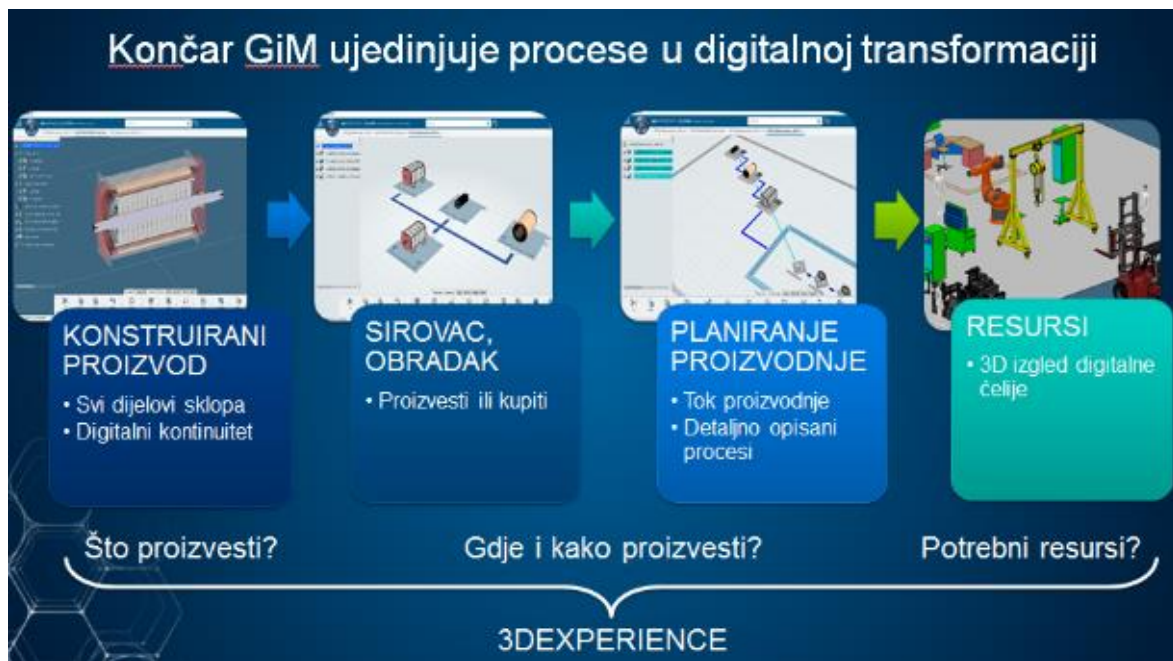 Končar GiM ujedinjuje procese u digitalnoj transformaciji
KONSTRUIRANI
PROIZVOD
• Svi dijelovi sklopa
• Digitalni kontinuitet
SIROVAC,
OBRADAK
• Proizvesti ili kupiti
PLANIRANJE
PROIZVODNJE
• Tok proizvodnje
• Detaljno opisani
procesi
RESURSI
• 3D izgled digitalne
ćelije
Što proizvesti?
Gdje i kako proizvesti?
Potrebni resursi?
3DEXPERIENCE